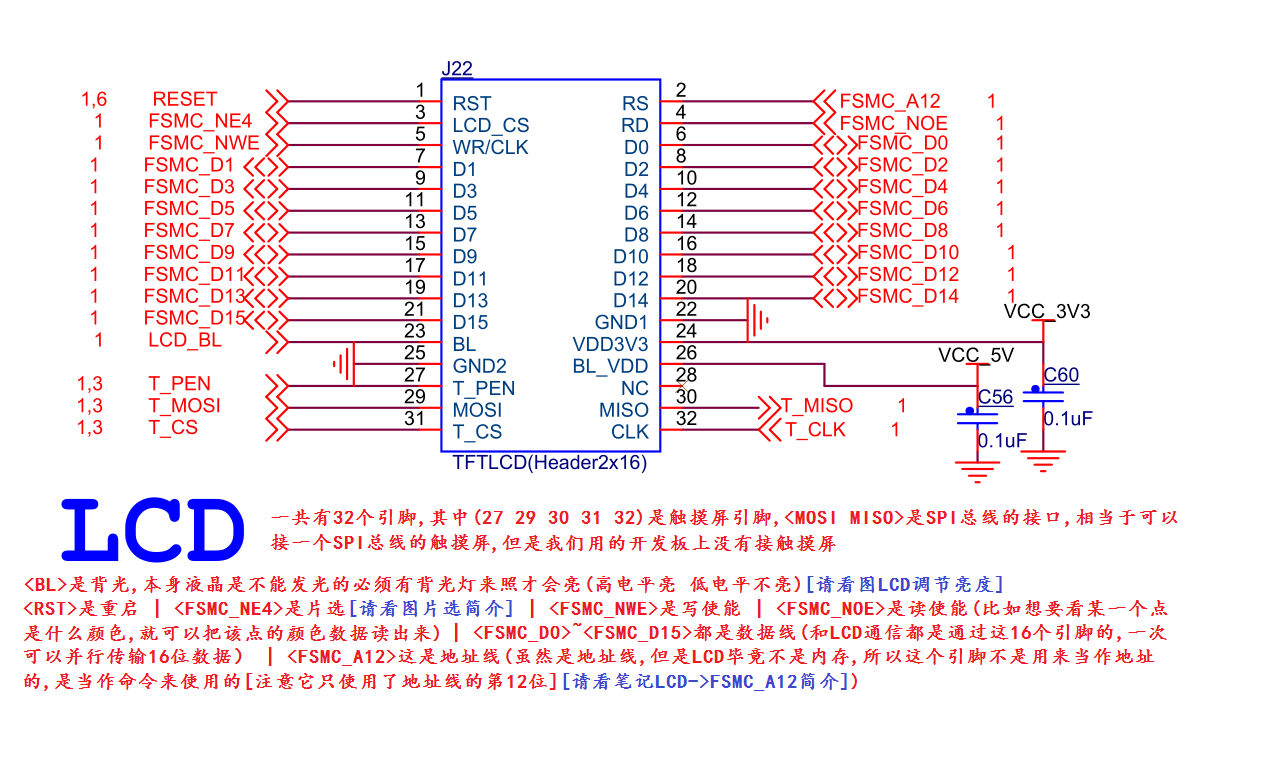 J22
1,6 RESET 1 RST RS 2 FSMC_A12 1
1 FSMC_NE4 3 LCD_CS RD 4 FSMC_NOE 1
1 FSMC_NWE 5 WR/CLK D0 6 FSMC_D0 1
1 FSMC_D1 7 D1 D2 8 FSMC_D2 1
1 FSMC_D3 9 D3 D4 10 FSMC_D4 1
1 FSMC_D5 11 D5 D6 12 FSMC_D6 1
1 FSMC_D7 13 D7 D8 14 FSMC_D8 1
1 FSMC_D9 15 D9 D10 16 FSMC_D10 1
1 FSMC_D11 17 D11 D12 18 FSMC_D12 1
1 FSMC_D13 19 D13 D14 20 FSMC_D14 1
1 FSMC_D15 21 D15 GND1 22 VCC_3V3
1 LCD_BL 23 BL VDD3V3 24
25 GND2 BL_VDD 26 VCC_5V
1,3 T_PEN 27 T_PEN NC 28 C60
1,3 T_MOSI 29 MOSI MISO 30 T_MISO 1 C56 0.1uF
1,3 T_CS 31 T_CS CLK 32 T_CLK 1 0.1uF
TFTLCD(Header2x16)
LCD
一共有32个引脚,其中(27 29 30 31 32)是触摸屏引脚,<MOSI MISO>是SPI总线的接口,相当于可以
接一个SPI总线的触摸屏,但是我们用的开发板上没有接触摸屏
<BL>是背光,本身液晶是不能发光的必须有背光灯来照才会亮(高电平亮 低电平不亮)[请看图LCD调节亮度]
<RST>是重启 | <FSMC_NE4>是片选[请看图片选简介] | <FSMC_NWE>是写使能 | <FSMC_NOE>是读使能(比如想要看某一个点
是什么颜色,就可以把该点的颜色数据读出来) | <FSMC_D0>~<FSMC_D15>都是数据线(和LCD通信都是通过这16个引脚的,一次
可以并行传输16位数据) | <FSMC_A12>这是地址线(虽然是地址线,但是LCD毕竟不是内存,所以这个引脚不是用来当作地址
的,是当作命令来使用的[注意它只使用了地址线的第12位][请看笔记LCD->FSMC_A12简介])